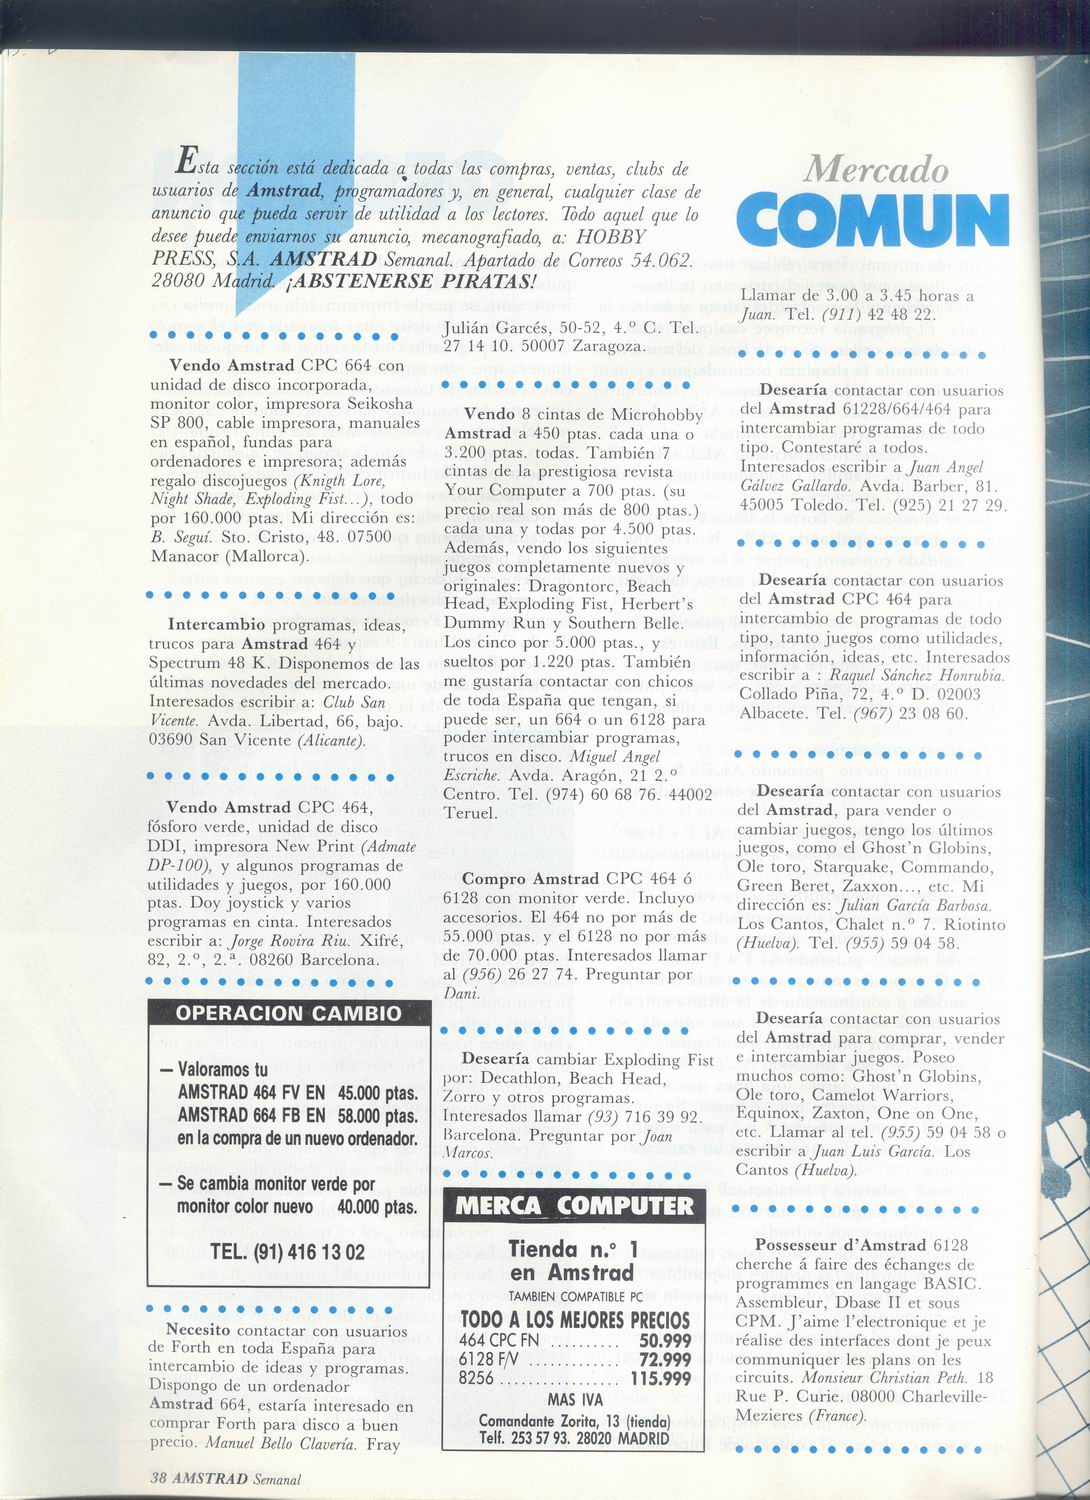 Esta sección está dedicada a todas las compras, ventas, clubs de
usuarios de Amstrad, programadores y, en general, cualquier clase de
anuncio que pueda servir de utilidad a los lectores. Todo aquel que lo
desee puede enviarnos su anuncio, mecanografiado, a: HOBBY
PRESS, S.A. AMSTRAD Semanal. Apartado de Correos 54.062.
28080 Madrid. ¡ABSTENERSE PIRATAS!
Mercado
COMUN
Vendo Amstrad CPC 664 con
unidad de disco incorporada,
monitor color, impresora Seikosha
SP 800, cable impresora, manuales
en español, fundas para
ordenadores e impresora; además
regalo discojuegos (Knigth Lore,
Night Shade, Exploding Fist...), todo
por 160.000 ptas. Mi dirección es:
B. Seguí. Sto. Cristo, 48. 07500
Manacor (Mallorca).
Intercambio programas, ideas,
trucos para Amstrad 464 y
Spectrum 48 K. Disponemos de las
últimas novedades del mercado.
Interesados escribir a: Club San
Vicente. Avda. Libertad, 66, bajo.
03690 San Vicente (Alicante).
Vendo Amstrad CPC 464,
fósforo verde, unidad de disco
DDI, impresora New Print (Admate
DP-100), y algunos programas de
utilidades y juegos, por 160.000
ptas. Doy joystick y varios
programas en cinta. Interesados
escribir a: Jorge Rovira Riu. Xifré,
82, 2.º, 2.ª. 08260 Barcelona.
OPERACION CAMBIO
— Valoramos tu
AMSTRAD 464 FV EN 45.000 ptas.
AMSTRAD 664 FB EN 58.000 ptas.
en la compra de un nuevo ordenador.
— Se cambia monitor verde por
monitor color nuevo 40.000 ptas.
TEL. (91) 416 13 02
Necesito contactar con usuarios
de Forth en toda España para
intercambio de ideas y programas.
Dispongo de un ordenador
Amstrad 664, estaría interesado en
comprar Forth para disco a buen
precio. Manuel Bello Clavería. Fray
Julián Garcés, 50-52, 4.º C. Tel.
27 14 10. 50007 Zaragoza.
Vendo 8 cintas de Microhobby
Amstrad a 450 ptas. cada una o
3.200 ptas. todas. También 7
cintas de la prestigiosa revista
Your Computer a 700 ptas. (su
precio real son más de 800 ptas.)
cada una y todas por 4.500 ptas.
Además, vendo los siguientes
juegos completamente nuevos y
originales: Dragontorc, Beach
Head, Exploding Fist, Herbert's
Dummy Run y Southern Belle.
Los cinco por 5.000 ptas., y
sueltos por 1.220 ptas. También
me gustaría contactar con chicos
de toda España que tengan, si
puede ser, un 664 o un 6128 para
poder intercambiar programas,
trucos en disco. Miguel Angel
Escriche. Avda. Aragón, 21 2.º
Centro. Tel. (974) 60 68 76. 44002
Teruel.
Compro Amstrad CPC 464 ó
6128 con monitor verde. Incluyo
accesorios. El 464 no por más de
55.000 ptas. y el 6128 no por más
de 70.000 ptas. Interesados llamar
al (956) 26 27 74. Preguntar por
Dani.
Desearía cambiar Exploding Fist
por: Decathlon, Beach Head,
Zorro y otros programas.
Interesados llamar (93) 716 39 92.
Barcelona. Preguntar por Joan
Marcos.
MERCA COMPUTER
Tienda n.º 1
en Amstrad
TAMBIEN COMPATIBLE PC
TODO A LOS MEJORES PRECIOS
464 CPC FN .......... 50.999
6128 F/V ............. 72.999
8256 ................. 115.999
MAS IVA
Comandante Zorita, 13 (tienda)
Telf. 253 57 93. 28020 MADRID
Llamar de 3.00 a 3.45 horas a
Juan. Tel. (911) 42 48 22.
Desearía contactar con usuarios
del Amstrad 61228/664/464 para
intercambiar programas de todo
tipo. Contestaré a todos.
Interesados escribir a Juan Angel
Gálvez Gallardo. Avda. Barber, 81.
45005 Toledo. Tel. (925) 21 27 29.
Desearía contactar con usuarios
del Amstrad CPC 464 para
intercambio de programas de todo
tipo, tanto juegos como utilidades,
información, ideas, etc. Interesados
escribir a : Raquel Sánchez Honrubia.
Collado Piña, 72, 4.º D. 02003
Albacete. Tel. (967) 23 08 60.
Desearía contactar con usuarios
del Amstrad, para vender o
cambiar juegos, tengo los últimos
juegos, como el Ghost'n Globins,
Ole toro, Starquake, Commando,
Green Beret, Zaxxon..., etc. Mi
dirección es: Julian García Barbosa.
Los Cantos, Chalet n.º 7. Riotinto
(Huelva). Tel. (955) 59 04 58.
Desearía contactar con usuarios
del Amstrad para comprar, vender
e intercambiar juegos. Poseo
muchos como: Ghost'n Globins,
Ole toro, Camelot Warriors,
Equinox, Zaxton, One on One,
etc. Llamar al tel. (955) 59 04 58 o
escribir a Juan Luis García. Los
Cantos (Huelva).
Possesseur d'Amstrad 6128
cherche á faire des échanges de
programmes en langage BASIC.
Assembleur, Dbase II et sous
CPM. J'aime l'electronique et je
réalise des interfaces dont je peux
communiquer les plans on les
circuits. Monsieur Christian Peth. 18
Rue P. Curie. 08000 Charleville-
Mezieres (France).
38 AMSTRAD Semanal